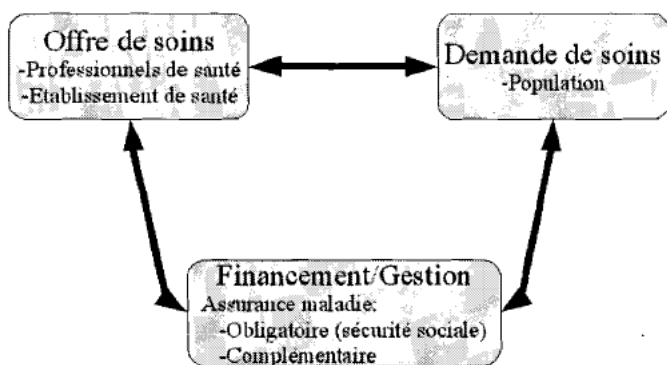 Offre de soins
-Professionnels de santé
-Etablissement de santé
Demande de soins
-Population
Financement/Gestion
Assurance maladie:
-Obligatoire (sécurité sociale)
-Complémentaire